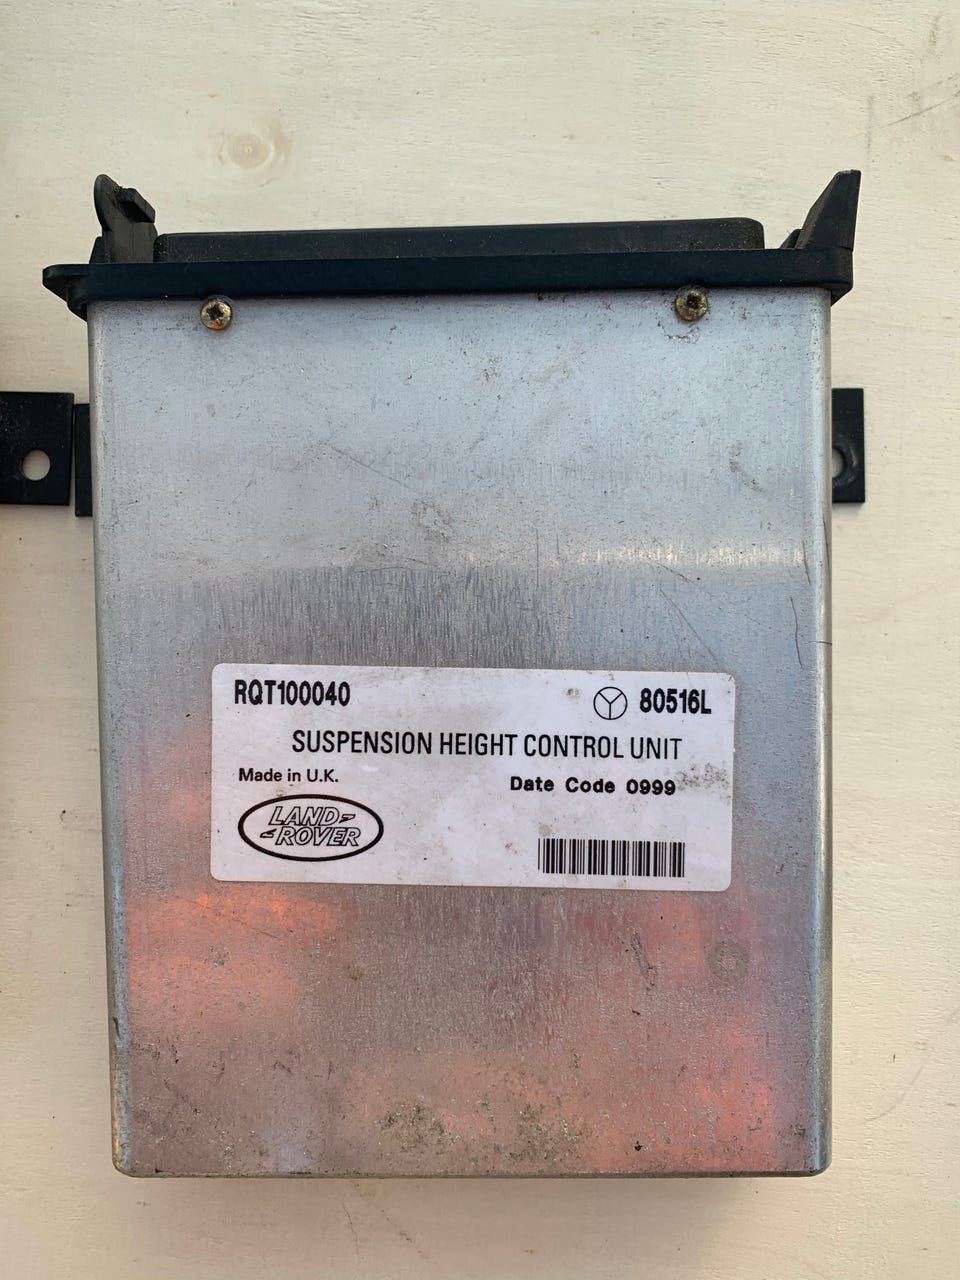 RQT100040
80516L
SUSPENSION HEIGHT CONTROL UNIT
Made in U.K.
Date Code 0999
LAND-
ROVER